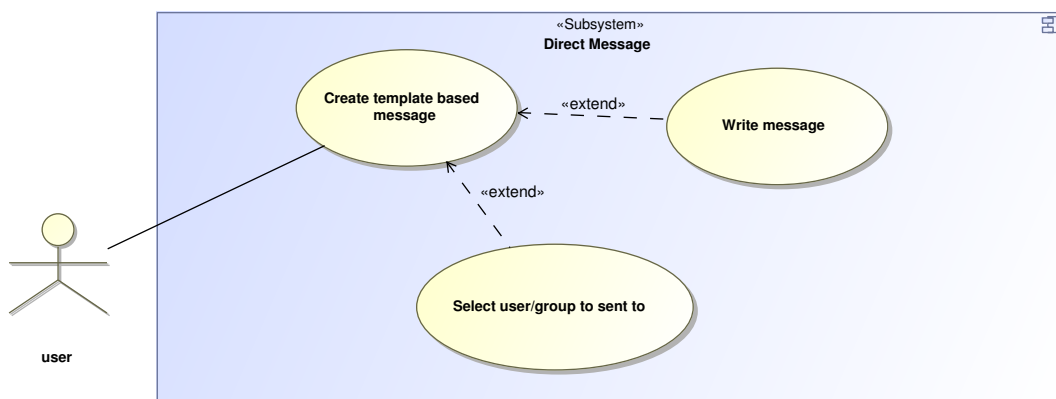 «Subsystem»
Direct Message
Create template based
message
«extend»
Write message
«extend»
Select user/group to sent to
user